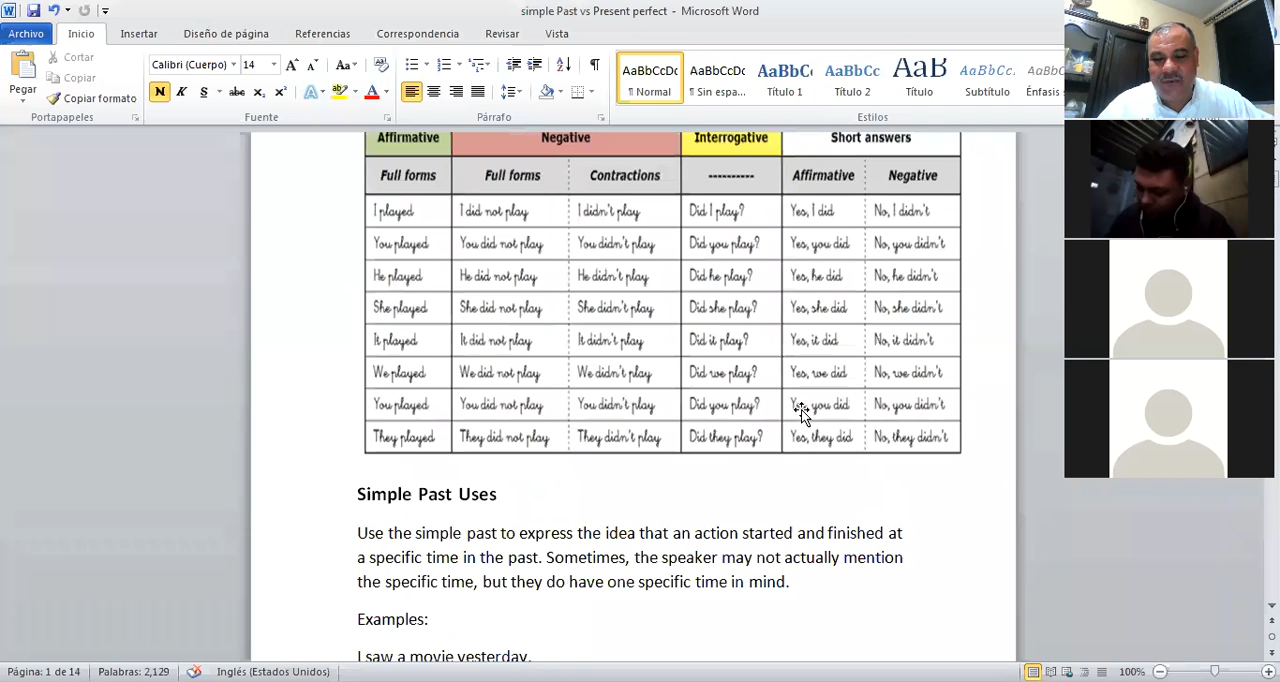 simple Past vs Present perfect - Microsoft Word
Archivo Inicio Insertar Diseño de página Referencias Correspondencia Revisar Vista
Pegar
Cortar
Copiar
Copiar formato
Calibri (Cuerpo) 14
N K S abc x₂ x²
AaBbCcDc AaBbCcDc AaBbC AaBbCc AaB AaBbCc. AaBbCc
¶ Normal ¶ Sin espa... Título 1 Título 2 Título Subtítulo Énfasis
Portapapeles Fuente Párrafo Estilos
Affirmative Negative Interrogative Short answers
Full forms Full forms Contractions ---------- Affirmative Negative
I played I did not play I didn't play Did I play? Yes, I did No, I didn't
You played You did not play You didn't play Did you play? Yes, you did No, you didn't
He played He did not play He didn't play Did he play? Yes, he did No, he didn't
She played She did not play She didn't play Did she play? Yes, she did No, she didn't
It played It did not play It didn't play Did it play? Yes, it did No, it didn't
We played We did not play We didn't play Did we play? Yes, we did No, we didn't
You played You did not play You didn't play Did you play? Yes, you did No, you didn't
They played They did not play They didn't play Did they play? Yes, they did No, they didn't
Simple Past Uses
Use the simple past to express the idea that an action started and finished at
a specific time in the past. Sometimes, the speaker may not actually mention
the specific time, but they do have one specific time in mind.
Examples:
I saw a movie yesterday.
Página: 1 de 14 Palabras: 2,129 Inglés (Estados Unidos) 100%